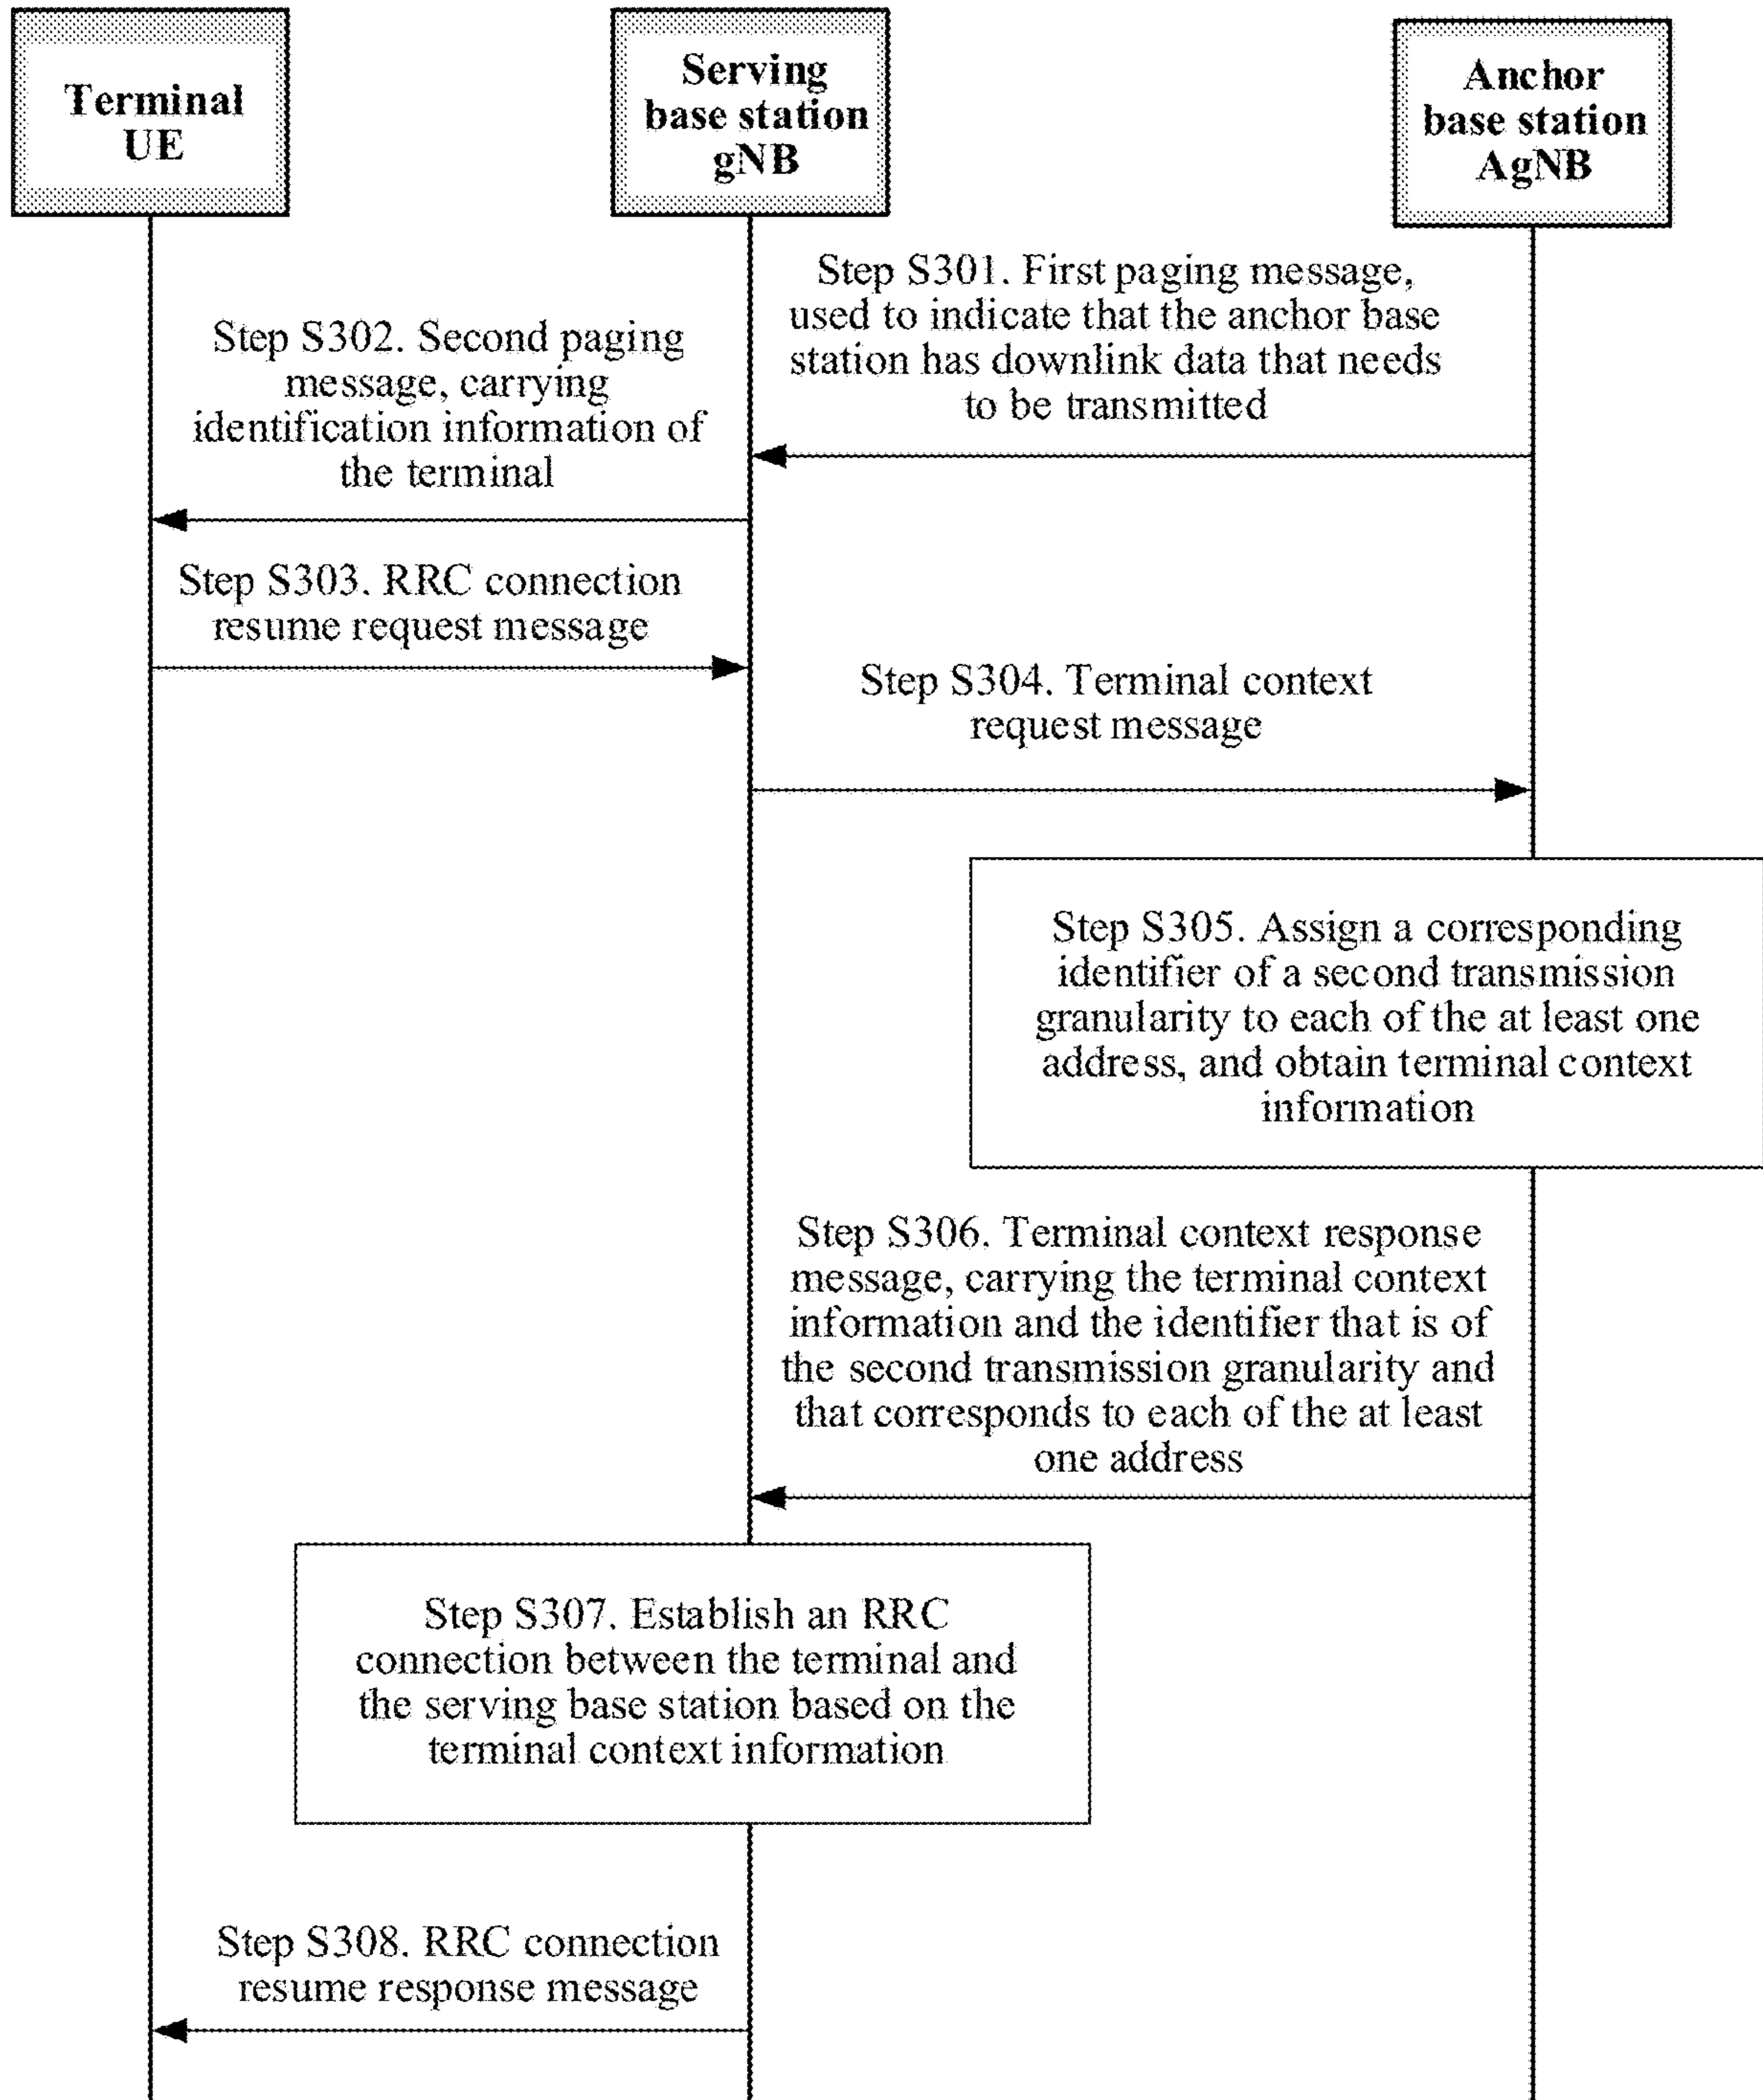 Terminal
UE
Serving
base station
gNB
Anchor
base station
AgNB
Step S301. First paging message,
used to indicate that the anchor base
station has downlink data that needs
to be transmitted
Step S302. Second paging
message, carrying
identification information of
the terminal
Step S303. RRC connection
resume request message
Step S304. Terminal context
request message
Step S305. Assign a corresponding
identifier of a second transmission
granularity to each of the at least one
address, and obtain terminal context
information
Step S306. Terminal context response
message, carrying the terminal context
information and the identifier that is of
the second transmission granularity and
that corresponds to each of the at least
one address
Step S307. Establish an RRC
connection between the terminal and
the serving base station based on the
terminal context information
Step S308. RRC connection
resume response message